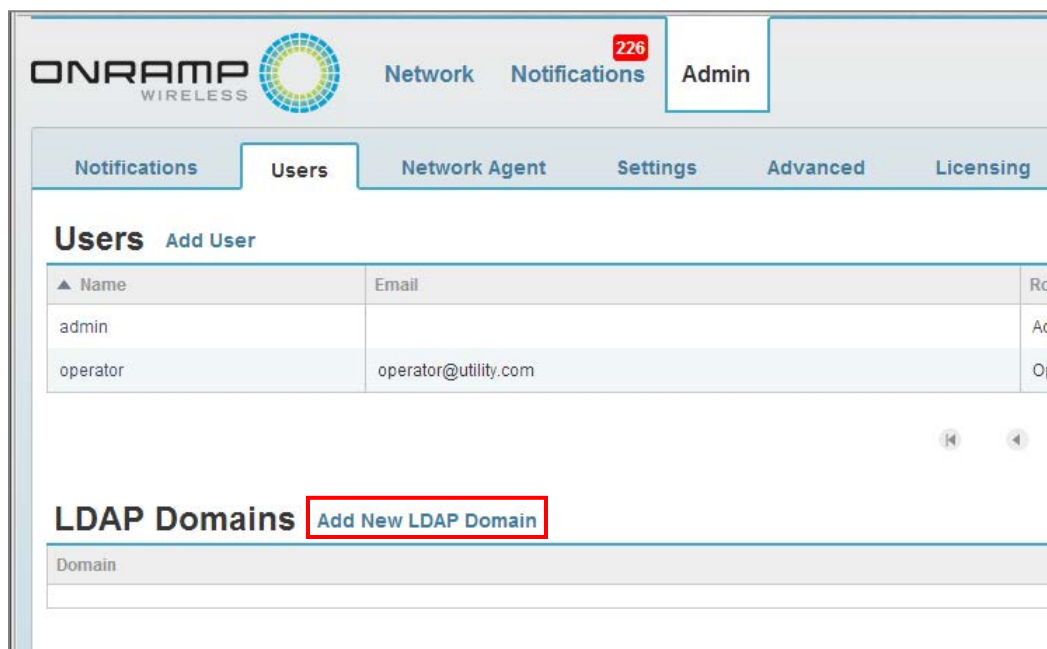 ONRAMP
WIRELESS
Network Notifications 226 Admin
Notifications Users Network Agent Settings Advanced Licensing
Users Add User
Name Email
admin
operator operator@utility.com
LDAP Domains Add New LDAP Domain
Domain